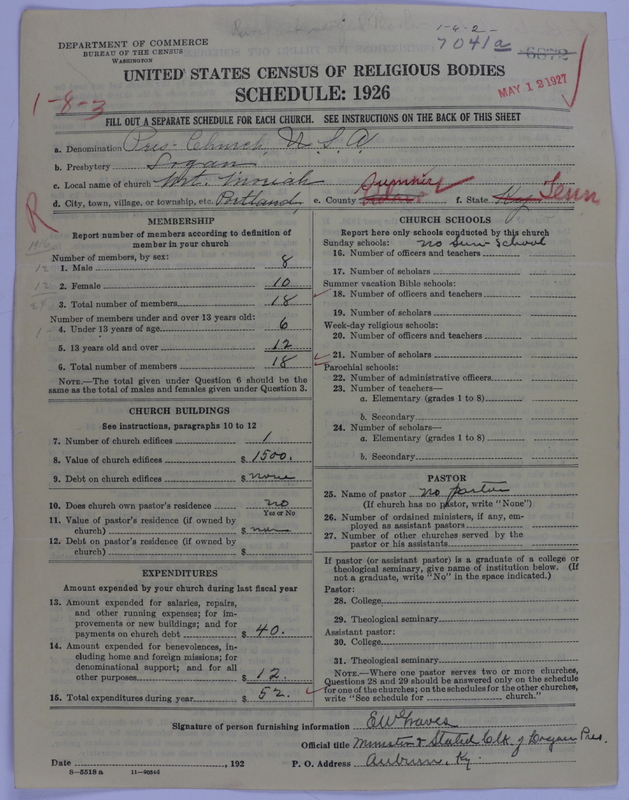 1-4-2-
7041a
6872
DEPARTMENT OF COMMERCE
BUREAU OF THE CENSUS
WASHINGTON
MAY 12 1927
UNITED STATES CENSUS OF RELIGIOUS BODIES
SCHEDULE: 1926
1-8-3
FILL OUT A SEPARATE SCHEDULE FOR EACH CHURCH. SEE INSTRUCTIONS ON THE BACK OF THIS SHEET
a. Denomination Pres. Church, U. S. A.
b. Presbytery Logan
c. Local name of church Mt. Moriah
d. City, town, village, or township, etc. Portland e. County Sumner f. State Ky Tenn
R
MEMBERSHIP
Report number of members according to definition of
member in your church
Number of members, by sex:
1. Male 8
2. Female 10
3. Total number of members 18
Number of members under and over 13 years old:
4. Under 13 years of age 6
5. 13 years old and over 12
6. Total number of members 18
NOTE.—The total given under Question 6 should be the
same as the total of males and females given under Question 3.
CHURCH BUILDINGS
See instructions, paragraphs 10 to 12
7. Number of church edifices 1
8. Value of church edifices $1500.
9. Debt on church edifices $ none
10. Does church own pastor's residence no
Yes or No
11. Value of pastor's residence (if owned by
church) $ non
12. Debt on pastor's residence (if owned by
church) $
EXPENDITURES
Amount expended by your church during last fiscal year
13. Amount expended for salaries, repairs,
and other running expenses; for im-
provements or new buildings; and for
payments on church debt $ 40.
14. Amount expended for benevolences, in-
cluding home and foreign missions; for
denominational support; and for all
other purposes $ 12.
15. Total expenditures during year $ 52.
CHURCH SCHOOLS
Report here only schools conducted by this church
Sunday schools: no Sun School
16. Number of officers and teachers
17. Number of scholars
Summer vacation Bible schools:
18. Number of officers and teachers
19. Number of scholars
Week-day religious schools:
20. Number of officers and teachers
21. Number of scholars
Parochial schools:
22. Number of administrative officers
23. Number of teachers—
a. Elementary (grades 1 to 8)
b. Secondary
24. Number of scholars—
a. Elementary (grades 1 to 8)
b. Secondary
PASTOR
25. Name of pastor no pastor
(If church has no pastor, write "None")
26. Number of ordained ministers, if any, em-
ployed as assistant pastors
27. Number of other churches served by the
pastor or his assistants
If pastor (or assistant pastor) is a graduate of a college or
theological seminary, give name of institution below. (If
not a graduate, write "No" in the space indicated.)
Pastor:
28. College
29. Theological seminary
Assistant pastor:
30. College
31. Theological seminary
NOTE.—Where one pastor serves two or more churches,
Questions 28 and 29 should be answered only on the schedule
for one of the churches; on the schedules for the other churches,
write "See schedule for church."
Signature of person furnishing information E W Graves
Official title Minister & Stated Clk. of Logan Pres.
Date , 192 P. O. Address Auburn, Ky.
8—5518 a 11—9054